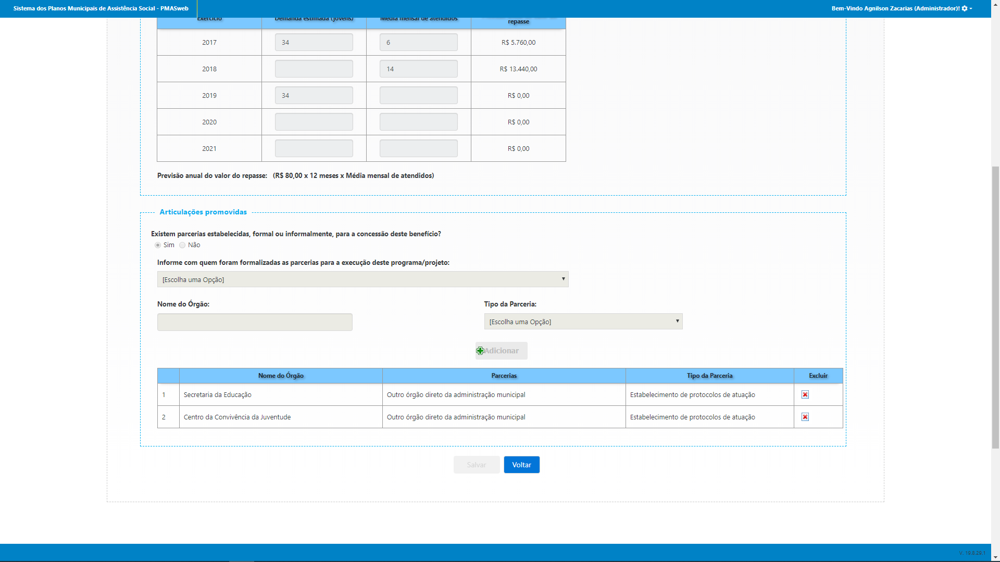 Sistema dos Planos Municipais de Assistência Social - PMASweb
Bem-Vindo Agnilson Zacarias (Administrador)!
Exercício Demanda estimada (jovens) Média mensal de atendidos repasse
2017 34 6 R$ 5.760,00
2018 14 R$ 13.440,00
2019 34 R$ 0,00
2020 R$ 0,00
2021 R$ 0,00
Previsão anual do valor do repasse: (R$ 80,00 x 12 meses x Média mensal de atendidos)
Articulações promovidas
Existem parcerias estabelecidas, formal ou informalmente, para a concessão deste benefício?
Sim Não
Informe com quem foram formalizadas as parcerias para a execução deste programa/projeto:
[Escolha uma Opção]
Nome do Órgão: Tipo da Parceria:
[Escolha uma Opção]
Adicionar
Nome do Órgão Parcerias Tipo da Parceria Excluir
1 Secretaria da Educação Outro órgão direto da administração municipal Estabelecimento de protocolos de atuação
2 Centro da Convivência da Juventude Outro órgão direto da administração municipal Estabelecimento de protocolos de atuação
Salvar Voltar
V. 19.8.29.1